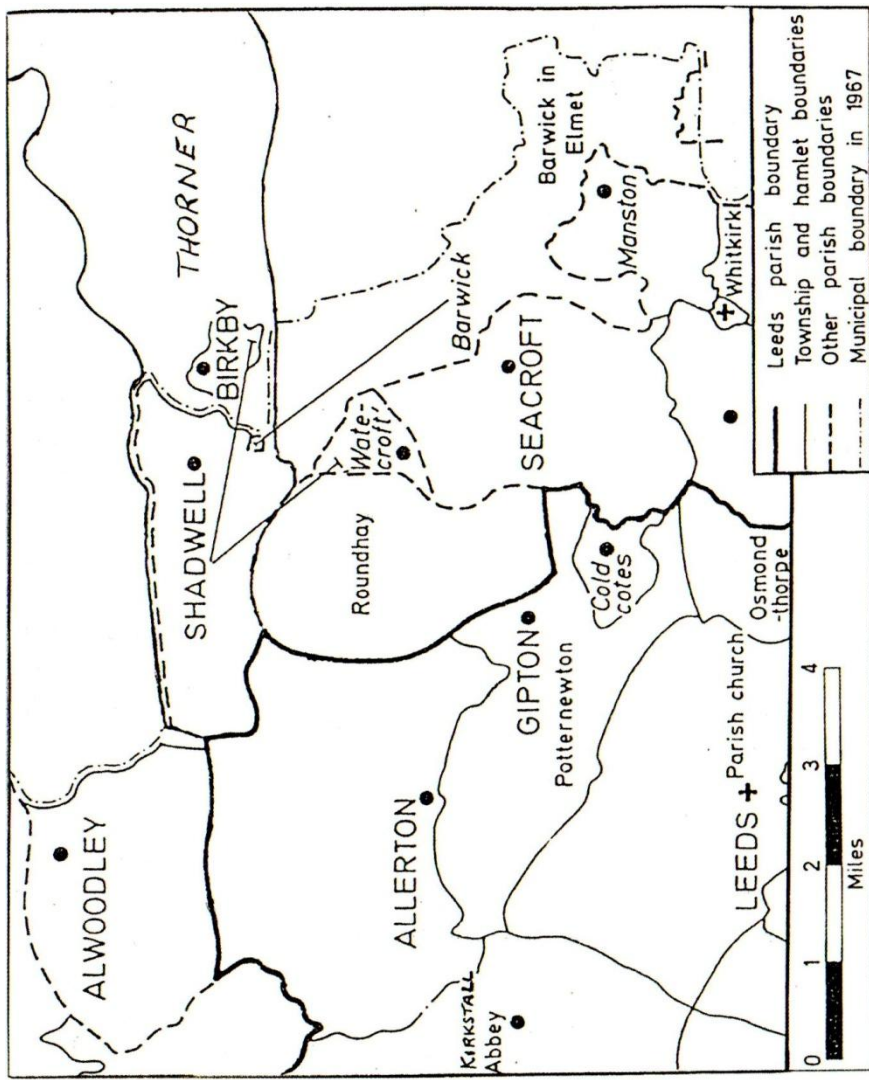 ALWOODLEY
SHADWELL
BIRKBY
THORNER
Barwick
Roundhay
Water-
croft
ALLERTON
KIRKSTALL
Abbey
GIPTON
Potternewton
Cold
cotes
SEACROFT
Manston
Barwick in
Elmet
LEEDS
Parish church
Osmond
-thorpe
Whitkirk
0 1 2 3 4
Miles
Leeds parish boundary
Township and hamlet boundaries
Other parish boundaries
Municipal boundary in 1967